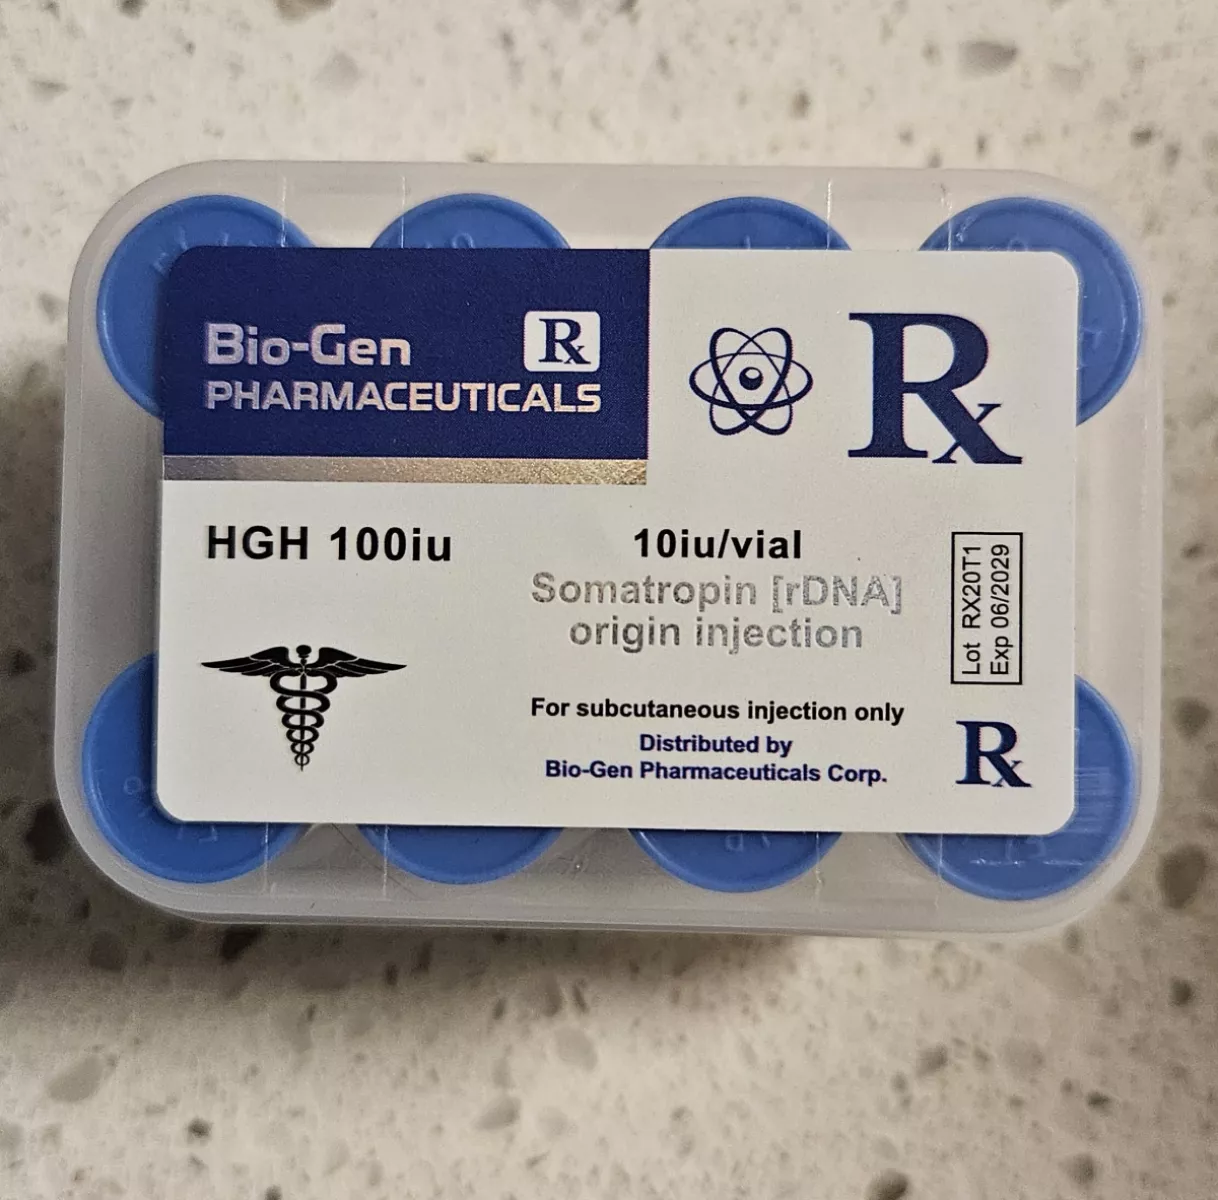 Bio-Gen Rx
PHARMACEUTICALS
Rx
HGH 100iu
10iu/vial
Somatropin [rDNA]
origin injection
Lot RX20T1
Exp 06/2029
For subcutaneous injection only
Distributed by
Bio-Gen Pharmaceuticals Corp.
Rx